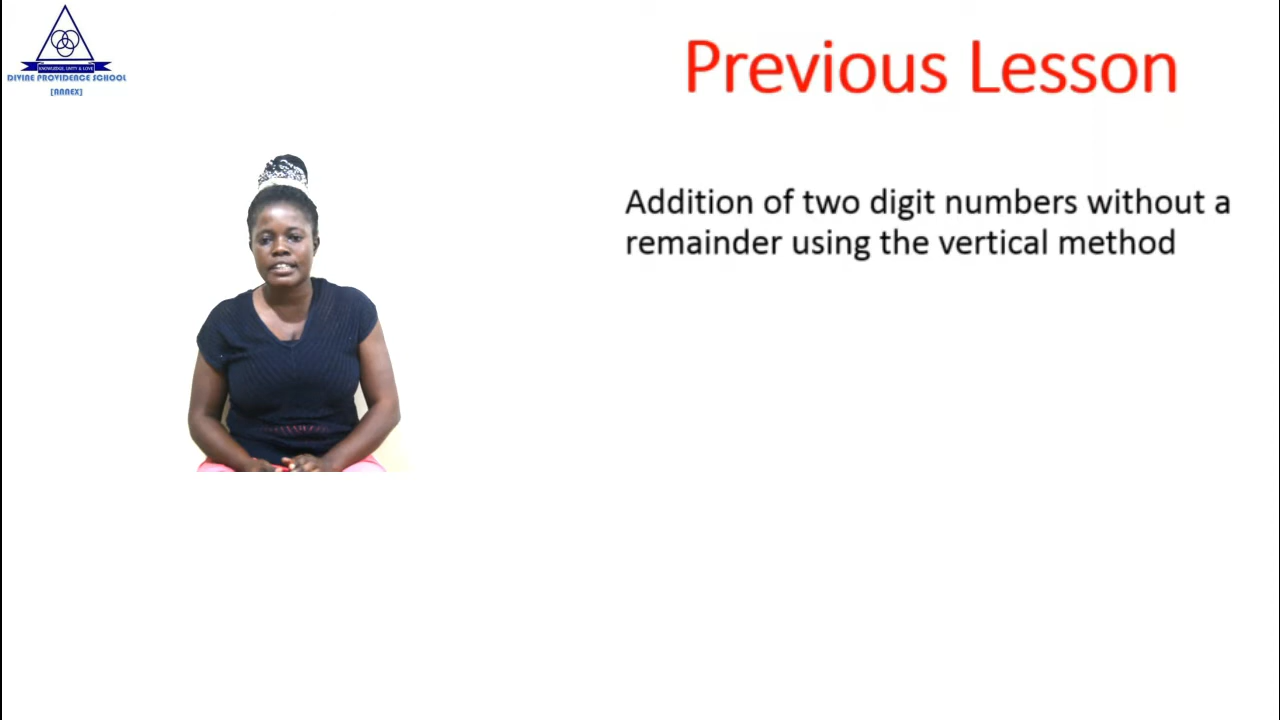 KNOWLEDGE, UNITY & LOVE
DIVINE PROVIDENCE SCHOOL
[ANNEX]
Previous Lesson
Addition of two digit numbers without a
remainder using the vertical method